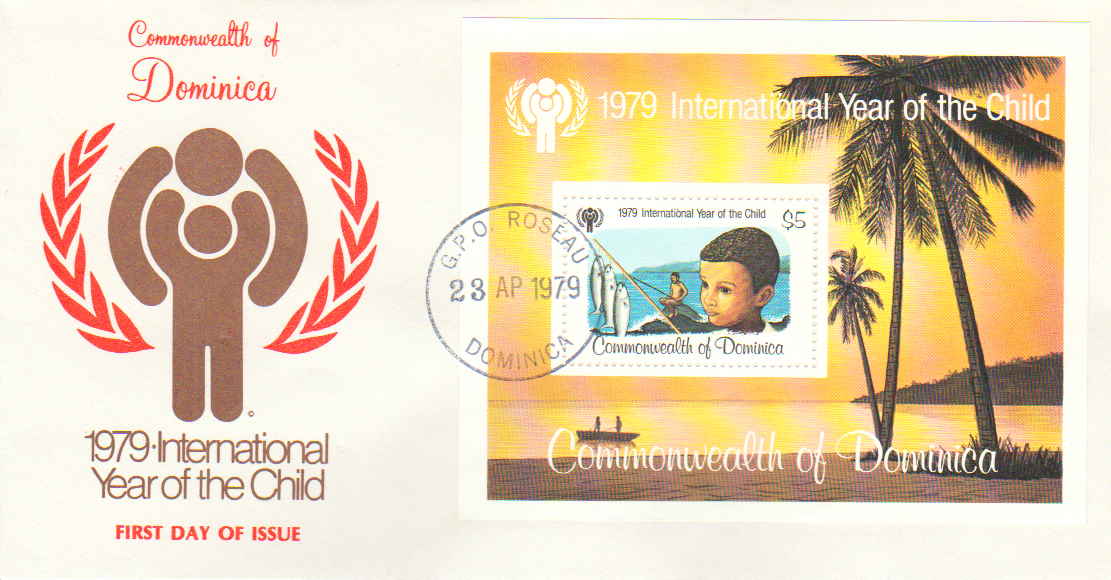 Commonwealth of
Dominica
1979·International
Year of the Child
FIRST DAY OF ISSUE
1979 International Year of the Child
1979 International Year of the Child
$5
Commonwealth of Dominica
G.P.O. ROSEAU
23 AP 1979
DOMINICA
Commonwealth of Dominica